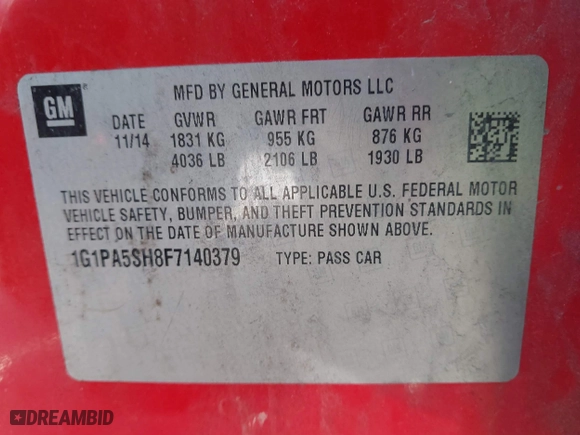 GM
MFD BY GENERAL MOTORS LLC
DATE GVWR GAWR FRT GAWR RR
11/14 1831 KG 955 KG 876 KG
4036 LB 2106 LB 1930 LB
THIS VEHICLE CONFORMS TO ALL APPLICABLE U.S. FEDERAL MOTOR
VEHICLE SAFETY, BUMPER, AND THEFT PREVENTION STANDARDS IN
EFFECT ON THE DATE OF MANUFACTURE SHOWN ABOVE.
1G1PA5SH8F7140379 TYPE: PASS CAR
DREAMBID